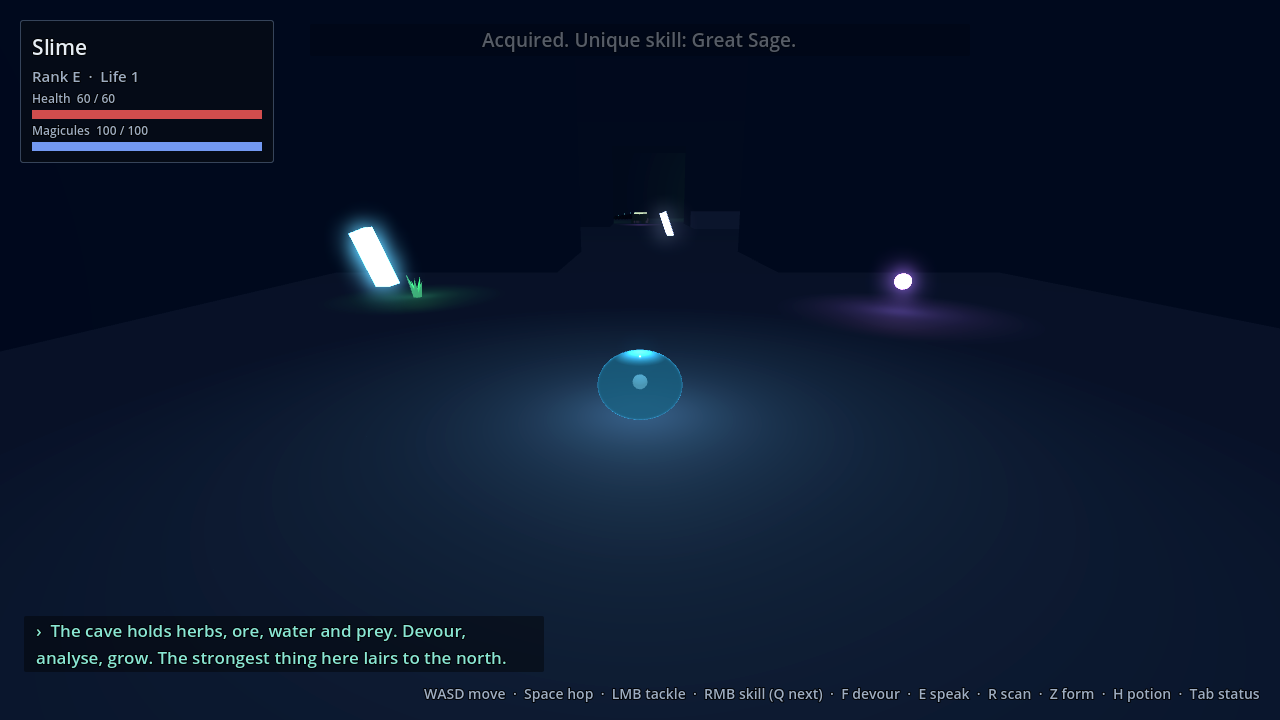 Slime
Rank E · Life 1
Health 60 / 60
Magicules 100 / 100
Acquired. Unique skill: Great Sage.
› The cave holds herbs, ore, water and prey. Devour,
analyse, grow. The strongest thing here lairs to the north.
WASD move · Space hop · LMB tackle · RMB skill (Q next) · F devour · E speak · R scan · Z form · H potion · Tab status